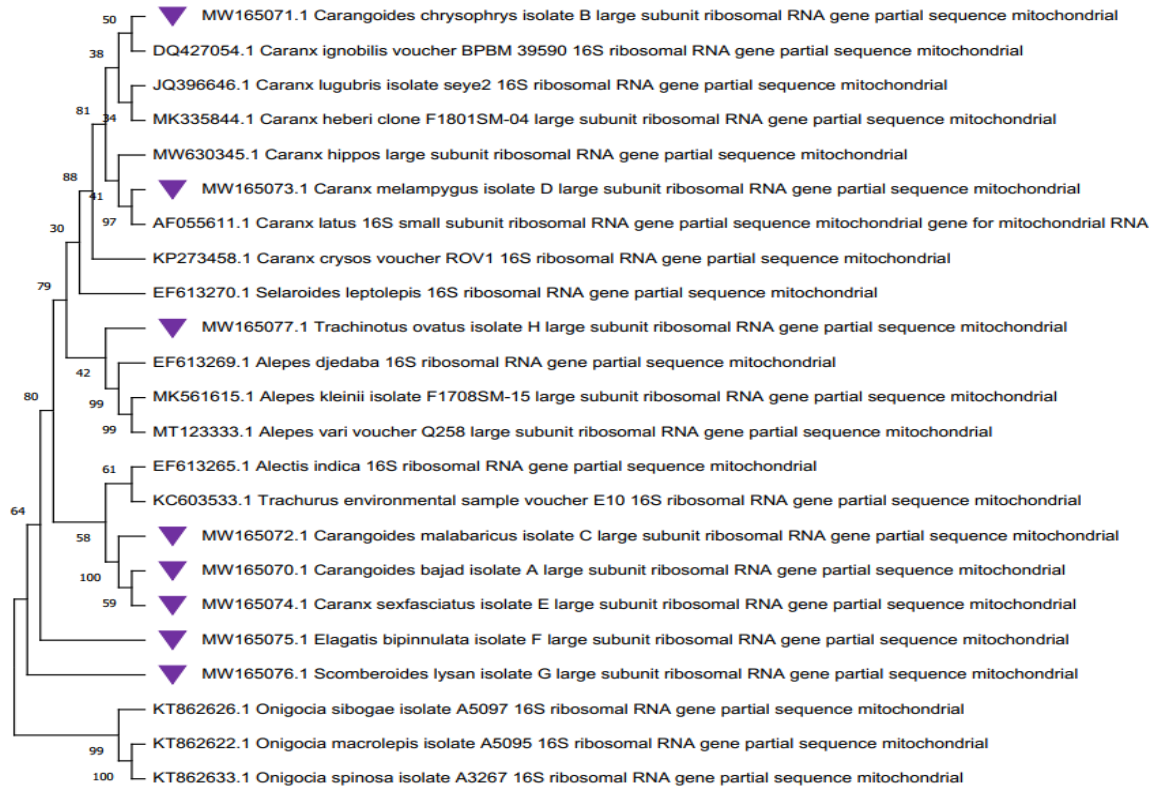 50
MW165071.1 Carangoides chrysophrys isolate B large subunit ribosomal RNA gene partial sequence mitochondrial
38
DQ427054.1 Caranx ignobilis voucher BPBM 39590 16S ribosomal RNA gene partial sequence mitochondrial
JQ396646.1 Caranx lugubris isolate seye2 16S ribosomal RNA gene partial sequence mitochondrial
81
34
MK335844.1 Caranx heberi clone F1801SM-04 large subunit ribosomal RNA gene partial sequence mitochondrial
MW630345.1 Caranx hippos large subunit ribosomal RNA gene partial sequence mitochondrial
88
41
MW165073.1 Caranx melampygus isolate D large subunit ribosomal RNA gene partial sequence mitochondrial
97
AF055611.1 Caranx latus 16S small subunit ribosomal RNA gene partial sequence mitochondrial gene for mitochondrial RNA
30
KP273458.1 Caranx crysos voucher ROV1 16S ribosomal RNA gene partial sequence mitochondrial
79
EF613270.1 Selaroides leptolepis 16S ribosomal RNA gene partial sequence mitochondrial
MW165077.1 Trachinotus ovatus isolate H large subunit ribosomal RNA gene partial sequence mitochondrial
42
EF613269.1 Alepes djedaba 16S ribosomal RNA gene partial sequence mitochondrial
80
99
MK561615.1 Alepes kleinii isolate F1708SM-15 large subunit ribosomal RNA gene partial sequence mitochondrial
99
MT123333.1 Alepes vari voucher Q258 large subunit ribosomal RNA gene partial sequence mitochondrial
61
EF613265.1 Alectis indica 16S ribosomal RNA gene partial sequence mitochondrial
KC603533.1 Trachurus environmental sample voucher E10 16S ribosomal RNA gene partial sequence mitochondrial
64
58
MW165072.1 Carangoides malabaricus isolate C large subunit ribosomal RNA gene partial sequence mitochondrial
100
MW165070.1 Carangoides bajad isolate A large subunit ribosomal RNA gene partial sequence mitochondrial
59
MW165074.1 Caranx sexfasciatus isolate E large subunit ribosomal RNA gene partial sequence mitochondrial
MW165075.1 Elagatis bipinnulata isolate F large subunit ribosomal RNA gene partial sequence mitochondrial
MW165076.1 Scomberoides lysan isolate G large subunit ribosomal RNA gene partial sequence mitochondrial
KT862626.1 Onigocia sibogae isolate A5097 16S ribosomal RNA gene partial sequence mitochondrial
99
KT862622.1 Onigocia macrolepis isolate A5095 16S ribosomal RNA gene partial sequence mitochondrial
100
KT862633.1 Onigocia spinosa isolate A3267 16S ribosomal RNA gene partial sequence mitochondrial